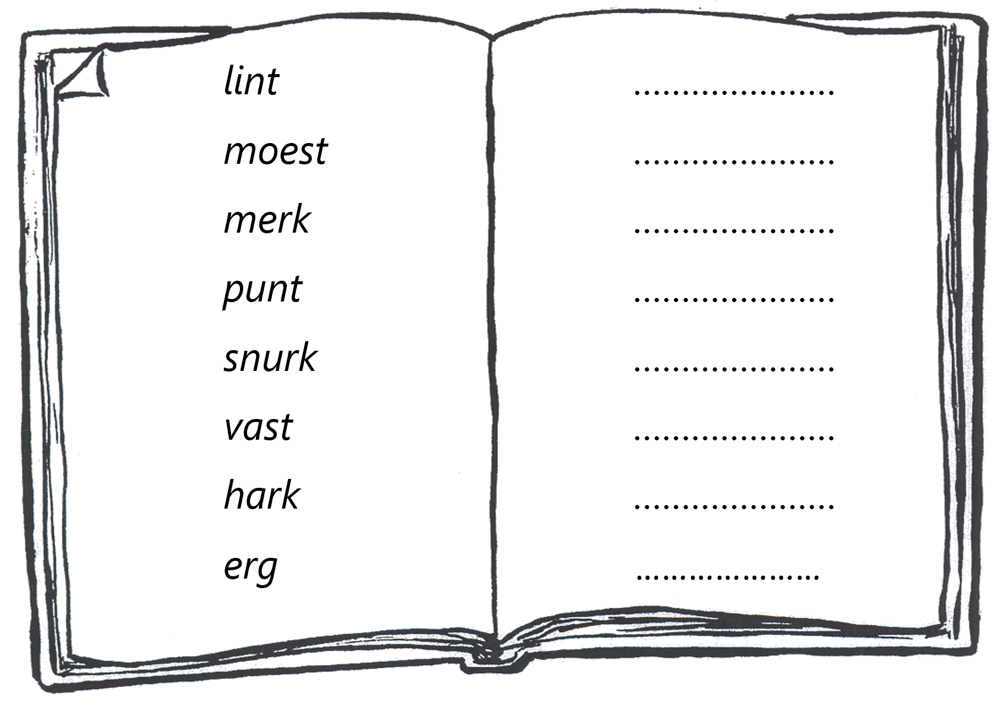 lint .....................
moest .....................
merk .....................
punt .....................
snurk .....................
vast .....................
hark .....................
erg .....................